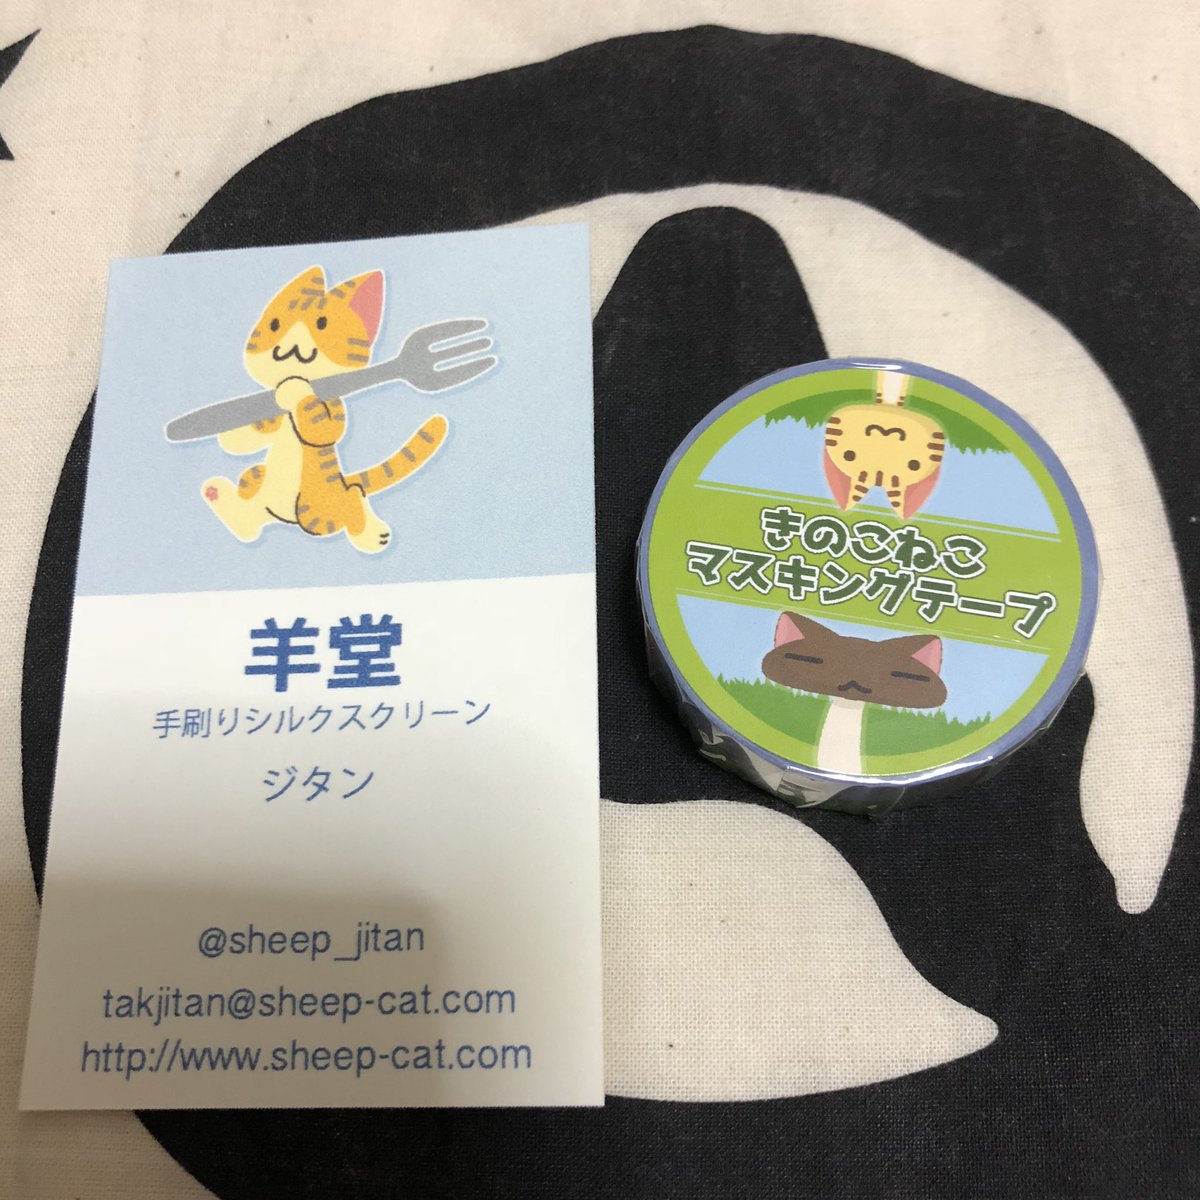 羊堂
手刷りシルクスクリーン
ジタン
@sheep_jitan
takjitan@sheep-cat.com
http://www.sheep-cat.com
きのこねこ
マスキングテープ